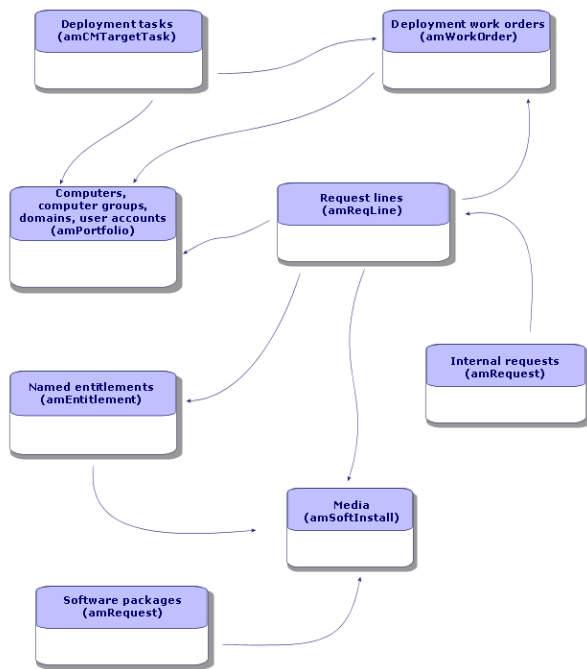 Deployment tasks
(amCMTargetTask)
Deployment work orders
(amWorkOrder)
Computers,
computer groups,
domains, user accounts
(amPortfolio)
Request lines
(amReqLine)
Internal requests
(amRequest)
Named entitlements
(amEntitlement)
Media
(amSoftInstall)
Software packages
(amRequest)